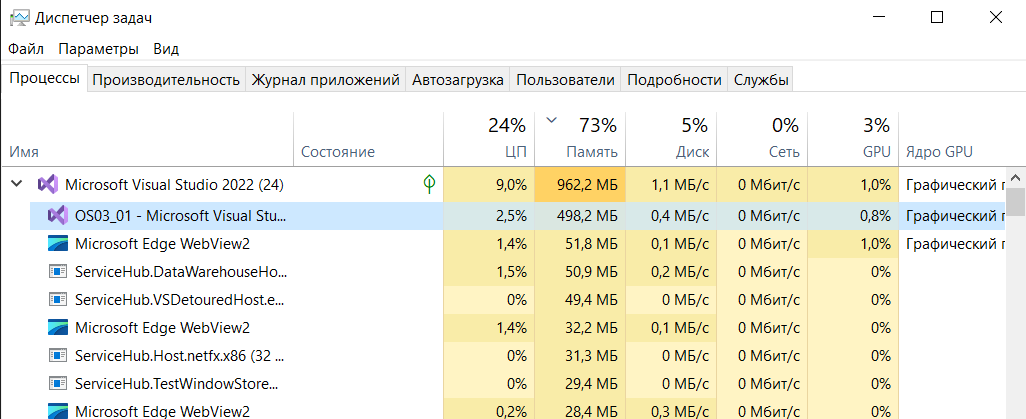 Диспетчер задач
Файл Параметры Вид
Процессы Производительность Журнал приложений Автозагрузка Пользователи Подробности Службы
24% 73% 5% 0% 3%
Имя Состояние ЦП Память Диск Сеть GPU Ядро GPU
Microsoft Visual Studio 2022 (24) 9,0% 962,2 МБ 1,1 МБ/с 0 Мбит/с 1,0% Графический г
OS03_01 - Microsoft Visual Stu... 2,5% 498,2 МБ 0,4 МБ/с 0 Мбит/с 0,8% Графический г
Microsoft Edge WebView2 1,4% 51,8 МБ 0,1 МБ/с 0 Мбит/с 1,0% Графический г
ServiceHub.DataWarehouseHo... 1,5% 50,9 МБ 0,2 МБ/с 0 Мбит/с 0%
ServiceHub.VSDetouredHost.e... 0% 49,4 МБ 0 МБ/с 0 Мбит/с 0%
Microsoft Edge WebView2 1,4% 32,2 МБ 0,1 МБ/с 0 Мбит/с 0%
ServiceHub.Host.netfx.x86 (32 ... 0% 31,3 МБ 0 МБ/с 0 Мбит/с 0%
ServiceHub.TestWindowStore... 0% 29,4 МБ 0 МБ/с 0 Мбит/с 0%
Microsoft Edge WebView2 0,2% 28,4 МБ 0,3 МБ/с 0 Мбит/с 0%